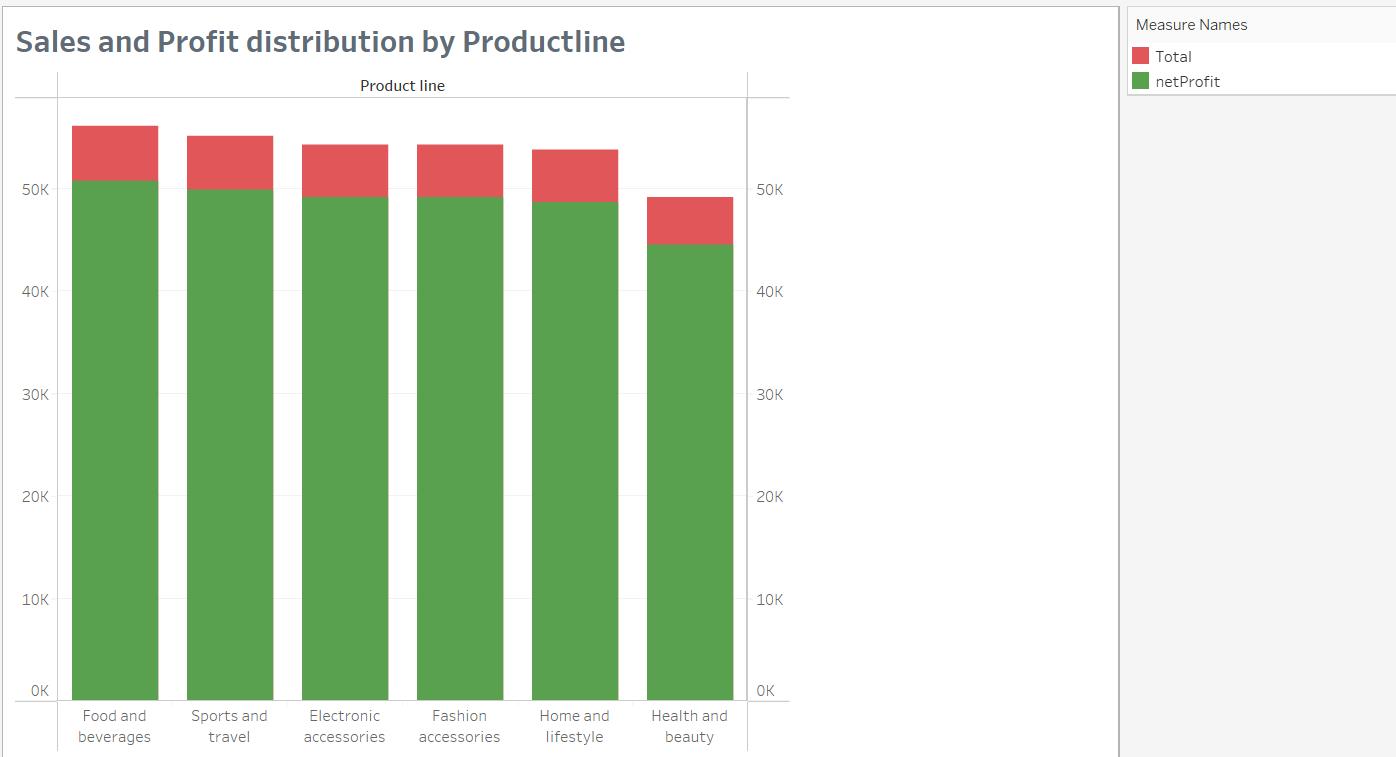 Sales and Profit distribution by Productline
Measure Names
Total
netProfit
Product line
50K
50K
40K
40K
30K
30K
20K
20K
10K
10K
0K
0K
Food and
beverages
Sports and
travel
Electronic
accessories
Fashion
accessories
Home and
lifestyle
Health and
beauty